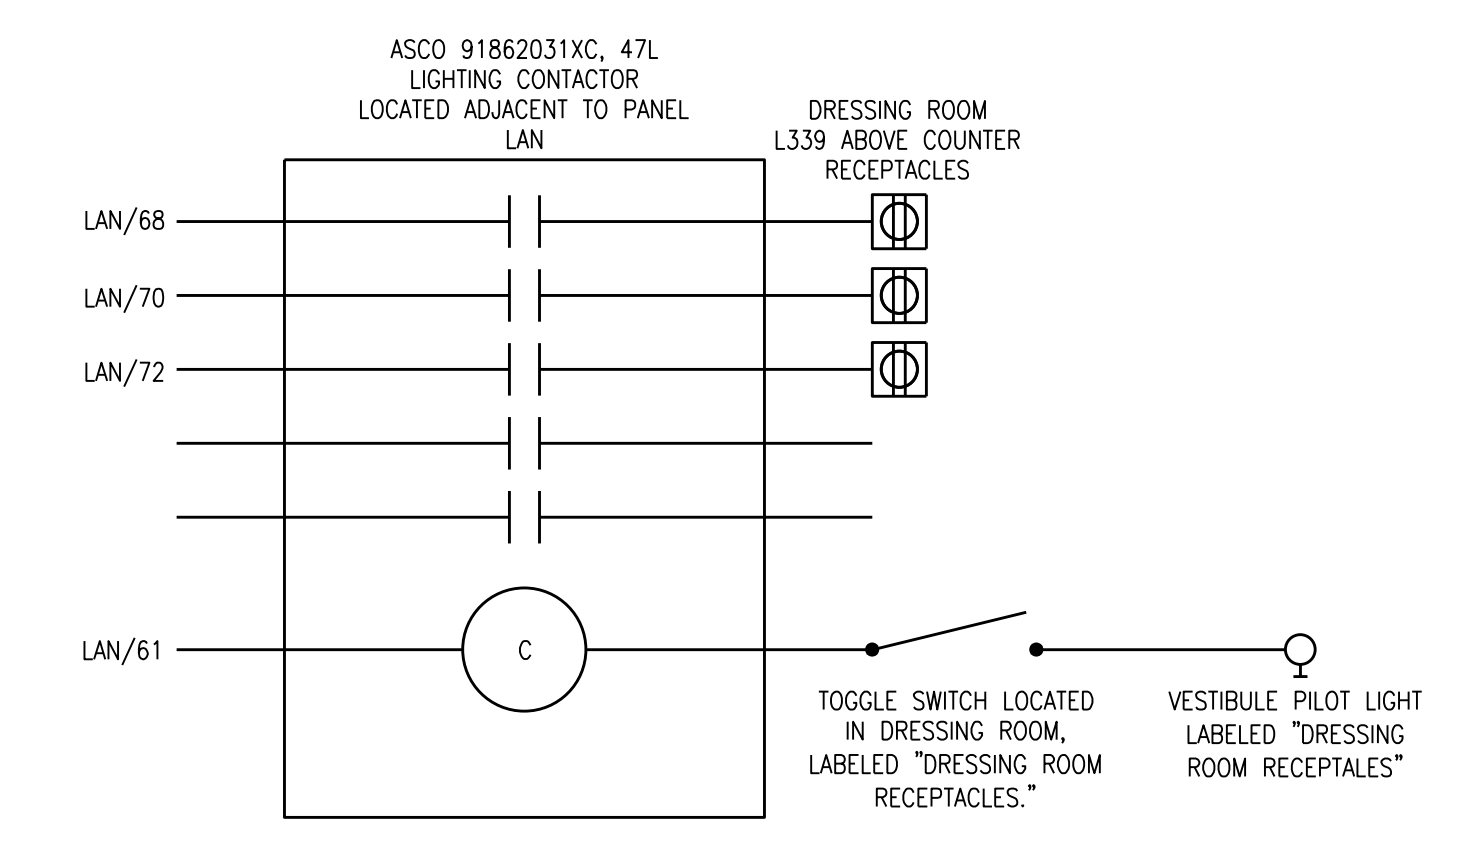 ASCO 91862031XC, 47L
LIGHTING CONTACTOR
LOCATED ADJACENT TO PANEL
LAN
DRESSING ROOM
L339 ABOVE COUNTER
RECEPTACLES
LAN/68
LAN/70
LAN/72
LAN/61
C
TOGGLE SWITCH LOCATED
IN DRESSING ROOM,
LABELED "DRESSING ROOM
RECEPTACLES."
VESTIBULE PILOT LIGHT
LABELED "DRESSING
ROOM RECEPTALES"